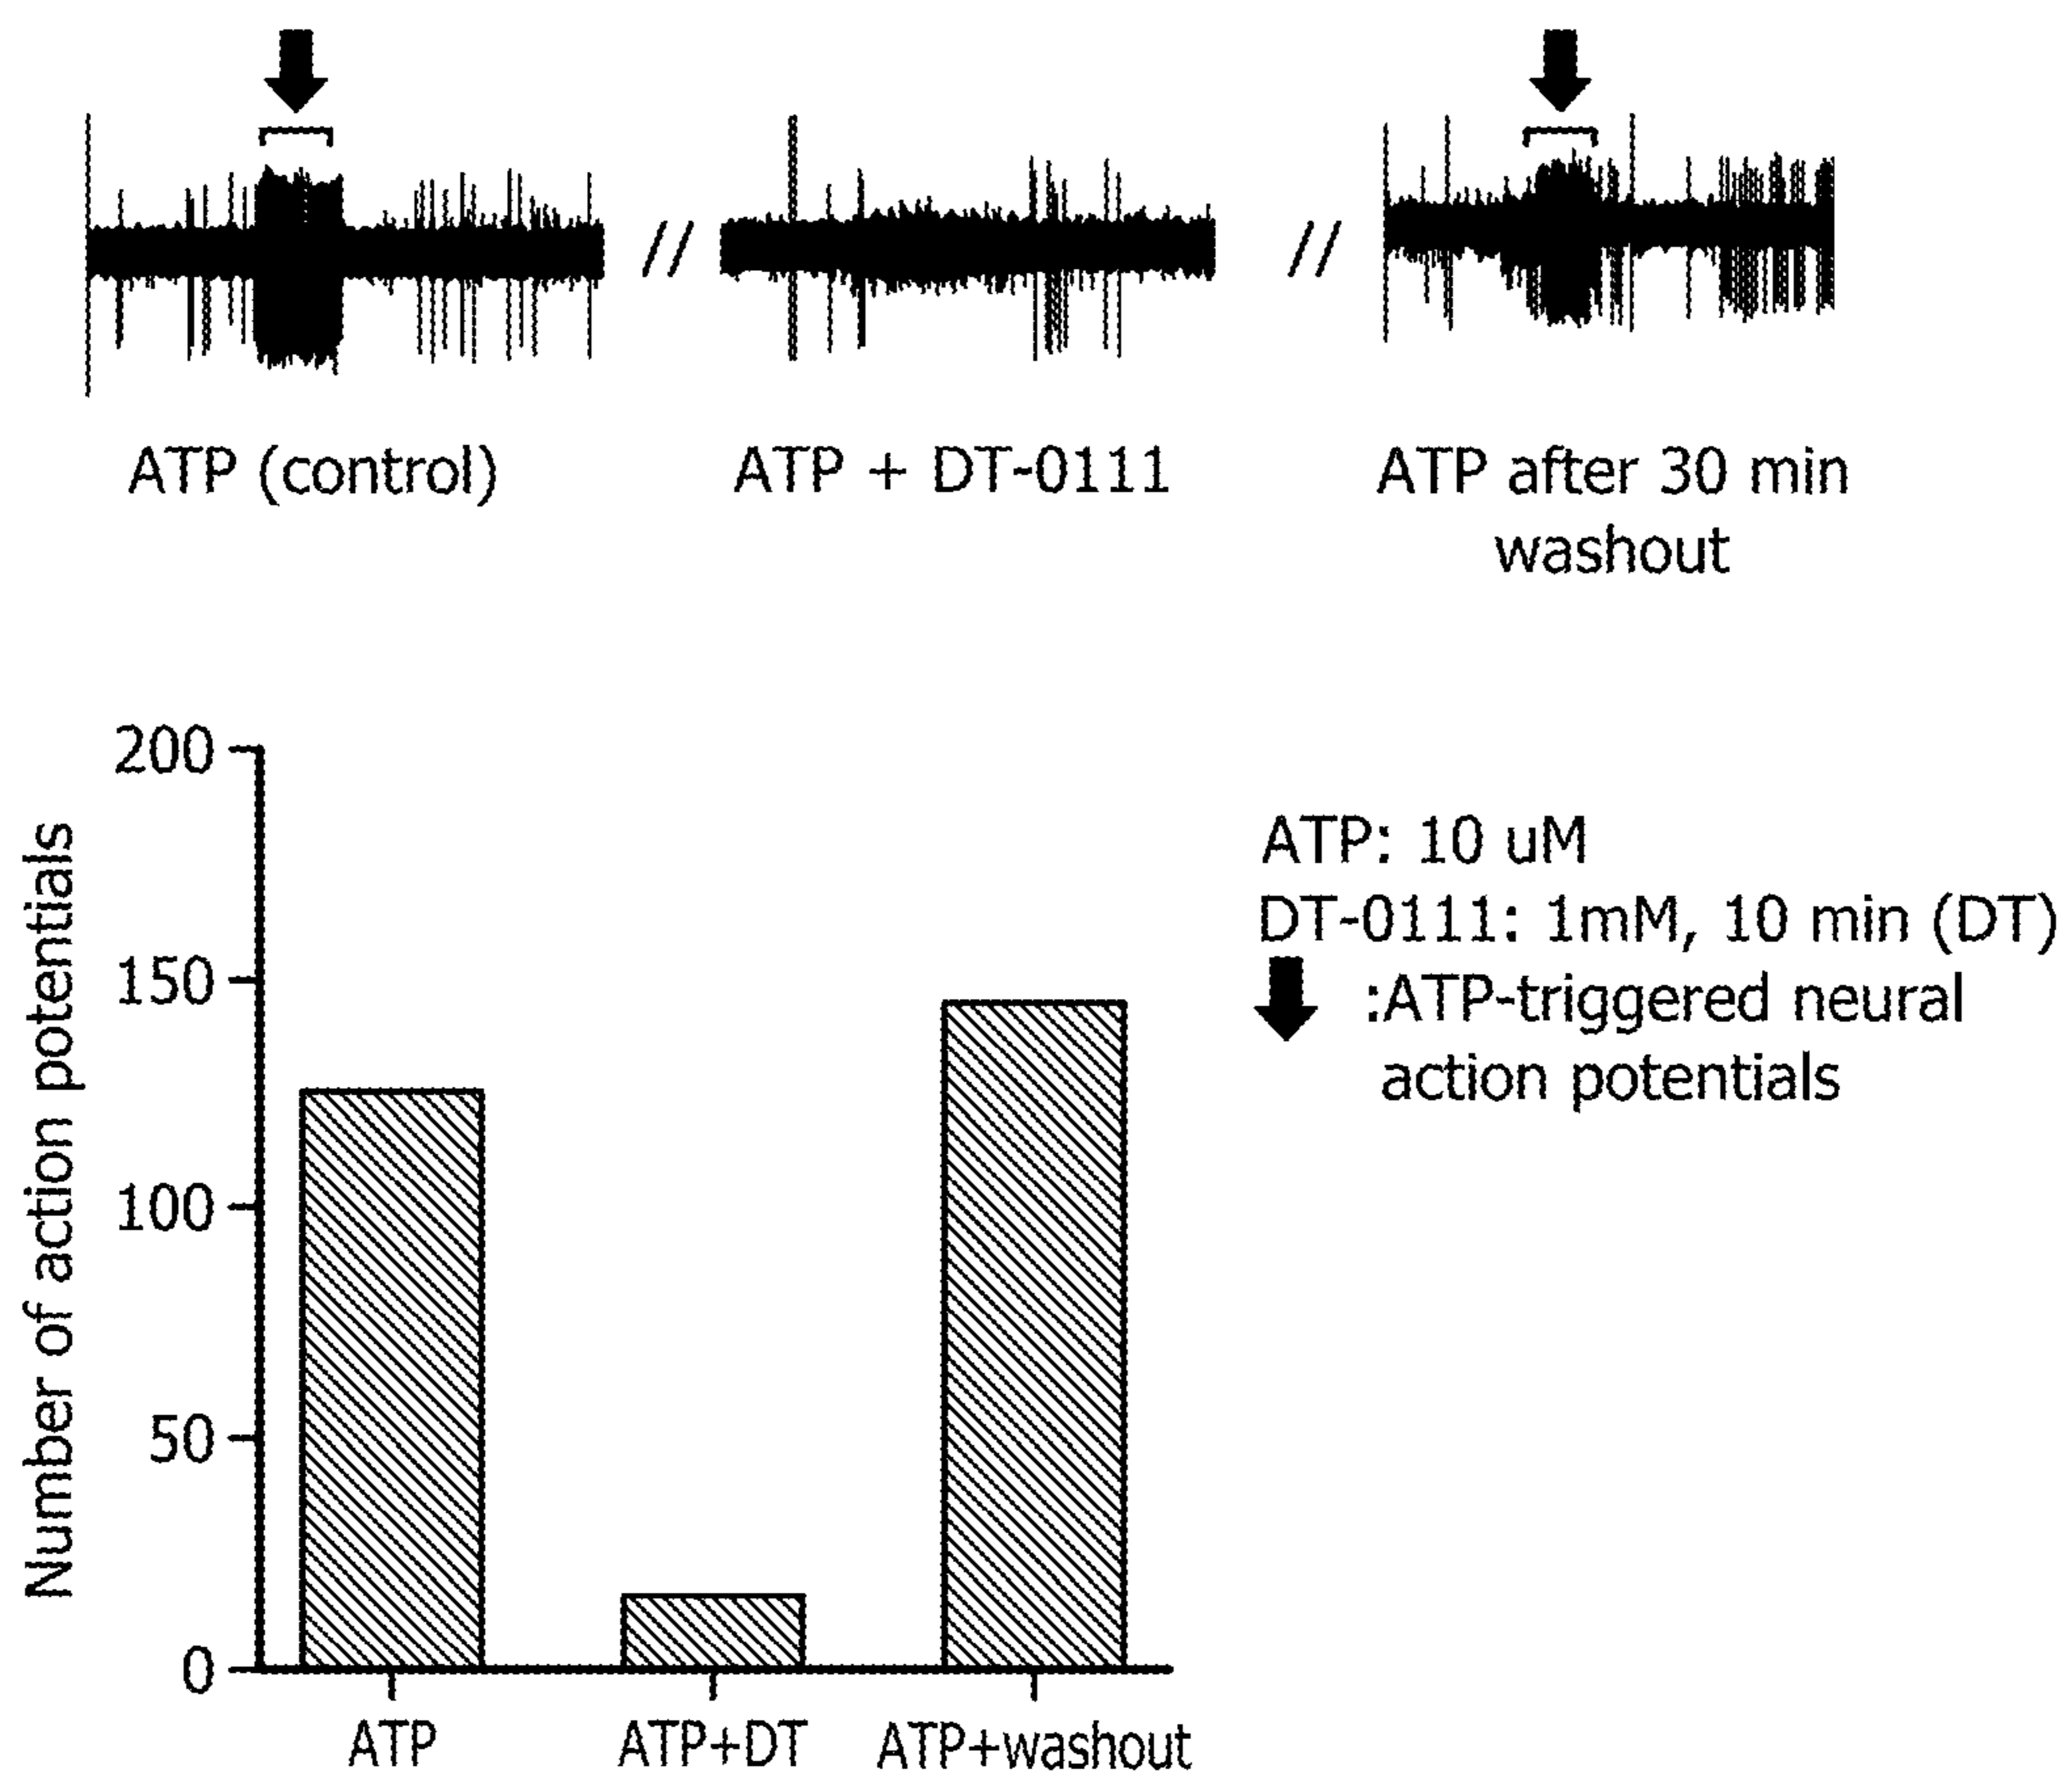 ATP (control)
ATP + DT-0111
ATP after 30 min
washout
Number of action potentials
200
150
100
50
0
ATP
ATP+DT
ATP+washout
ATP: 10 uM
DT-0111: 1mM, 10 min (DT)
:ATP-triggered neural
action potentials